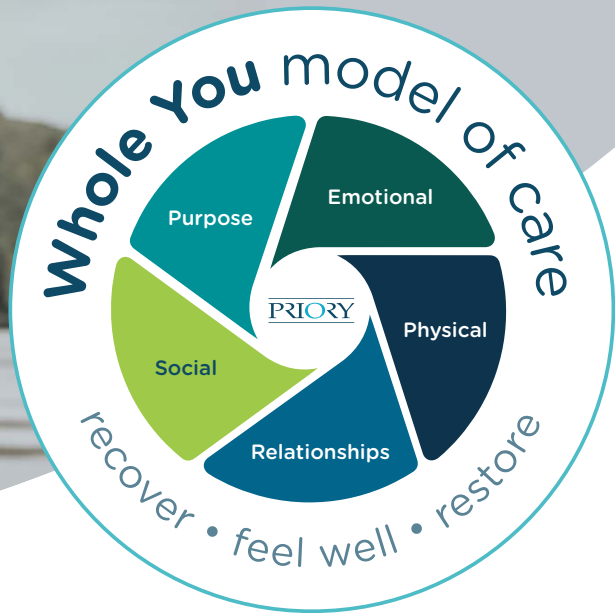 Whole You model of care
Emotional
Purpose
PRIORY
Physical
Social
Relationships
recover • feel well • restore